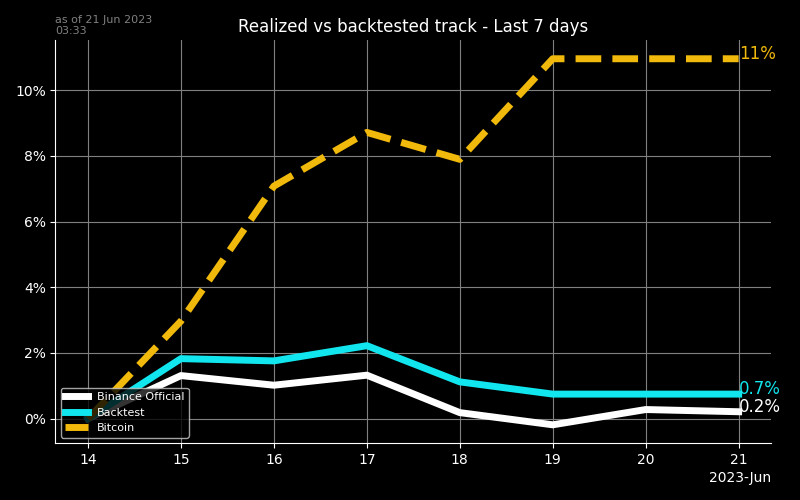 as of 21 Jun 2023
03:33
Realized vs backtested track - Last 7 days
11%
10%
8%
6%
4%
2%
0%
0.7%
0.2%
Binance Official
Backtest
Bitcoin
14 15 16 17 18 19 20 21
2023-Jun